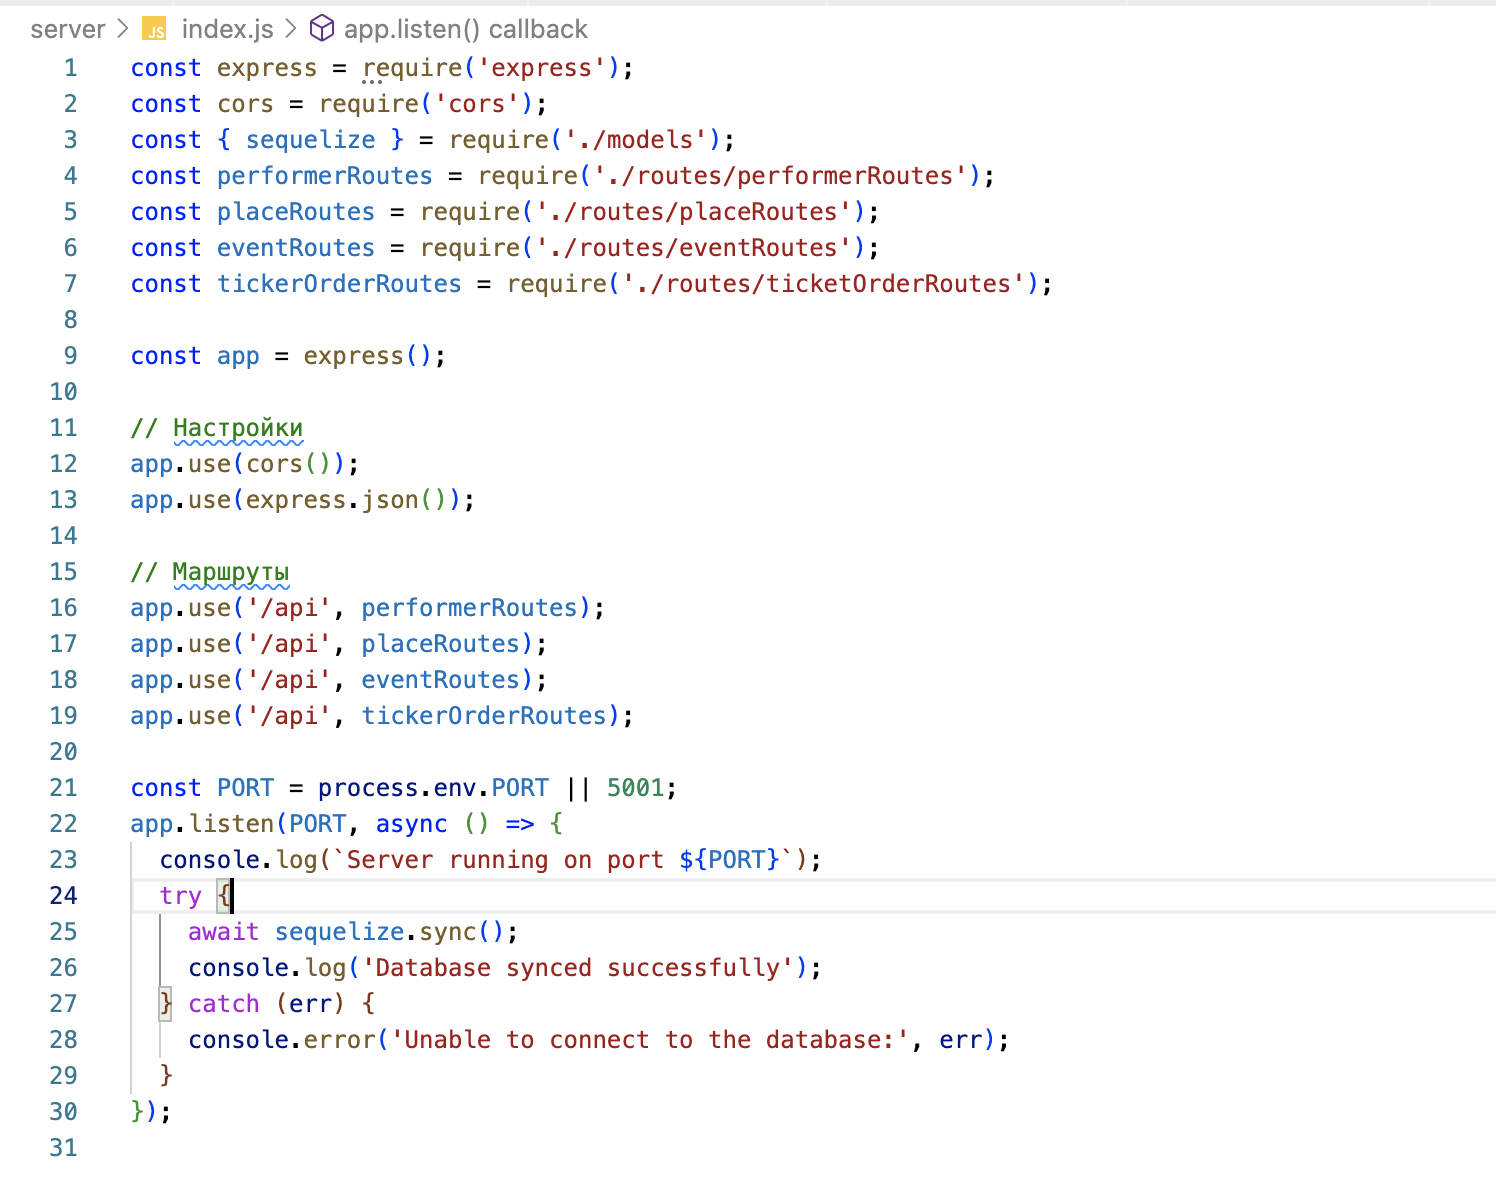 server > JS index.js > app.listen() callback
1 const express = require('express');
2 const cors = require('cors');
3 const { sequelize } = require('./models');
4 const performerRoutes = require('./routes/performerRoutes');
5 const placeRoutes = require('./routes/placeRoutes');
6 const eventRoutes = require('./routes/eventRoutes');
7 const tickerOrderRoutes = require('./routes/ticketOrderRoutes');
8
9 const app = express();
10
11 // Настройки
12 app.use(cors());
13 app.use(express.json());
14
15 // Маршруты
16 app.use('/api', performerRoutes);
17 app.use('/api', placeRoutes);
18 app.use('/api', eventRoutes);
19 app.use('/api', tickerOrderRoutes);
20
21 const PORT = process.env.PORT || 5001;
22 app.listen(PORT, async () => {
23   console.log(`Server running on port ${PORT}`);
24   try {
25     await sequelize.sync();
26     console.log('Database synced successfully');
27   } catch (err) {
28     console.error('Unable to connect to the database:', err);
29   }
30 });
31